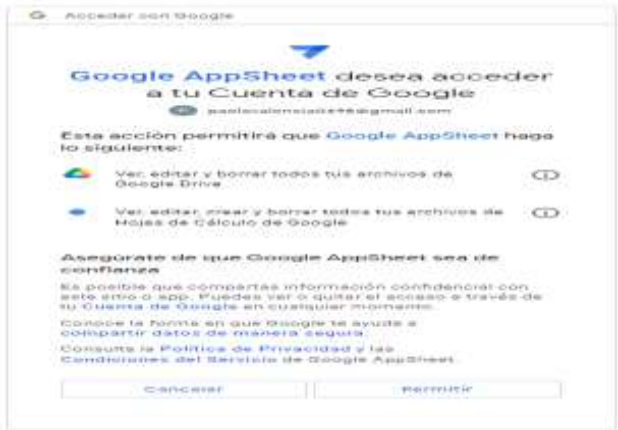 Acceder con Google
Google AppSheet desea acceder
a tu Cuenta de Google
Esta acción permitirá que Google AppSheet haga
lo siguiente:
Ver, editar y borrar todos tus archivos de
Google Drive
Ver, editar, crear y borrar todos tus archivos de
Hojas de Cálculo de Google
Asegúrate de que Google AppSheet sea de
confianza
Es posible que compartas información confidencial con
este sitio o app. Puedes ver o quitar el acceso a través de
tu Cuenta de Google en cualquier momento.
Conoce la forma en que Google te ayuda a
compartir datos de manera segura.
Consulta la Política de Privacidad y las
Condiciones del Servicio de Google AppSheet.
Cancelar
Permitir